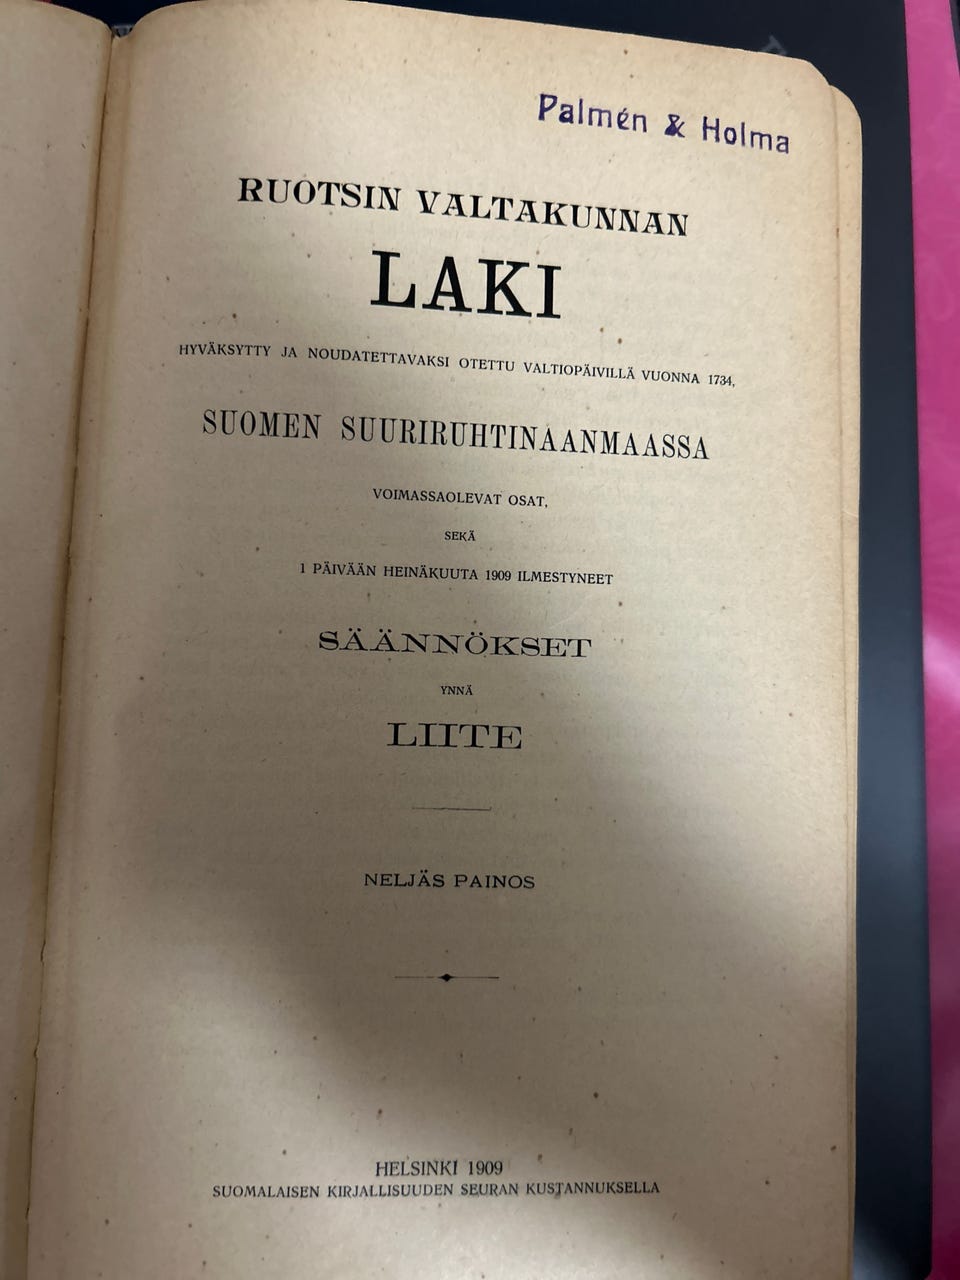 Palmén & Holma
RUOTSIN VALTAKUNNAN
LAKI
HYVÄKSYTTY JA NOUDATETTAVAKSI OTETTU VALTIOPÄIVILLÄ VUONNA 1734,
SUOMEN SUURIRUHTINAANMAASSA
VOIMASSAOLEVAT OSAT,
SEKÄ
1 PÄIVÄÄN HEINÄKUUTA 1909 ILMESTYNEET
SÄÄNNÖKSET
YNNÄ
LIITE
NELJÄS PAINOS
HELSINKI 1909
SUOMALAISEN KIRJALLISUUDEN SEURAN KUSTANNUKSELLA